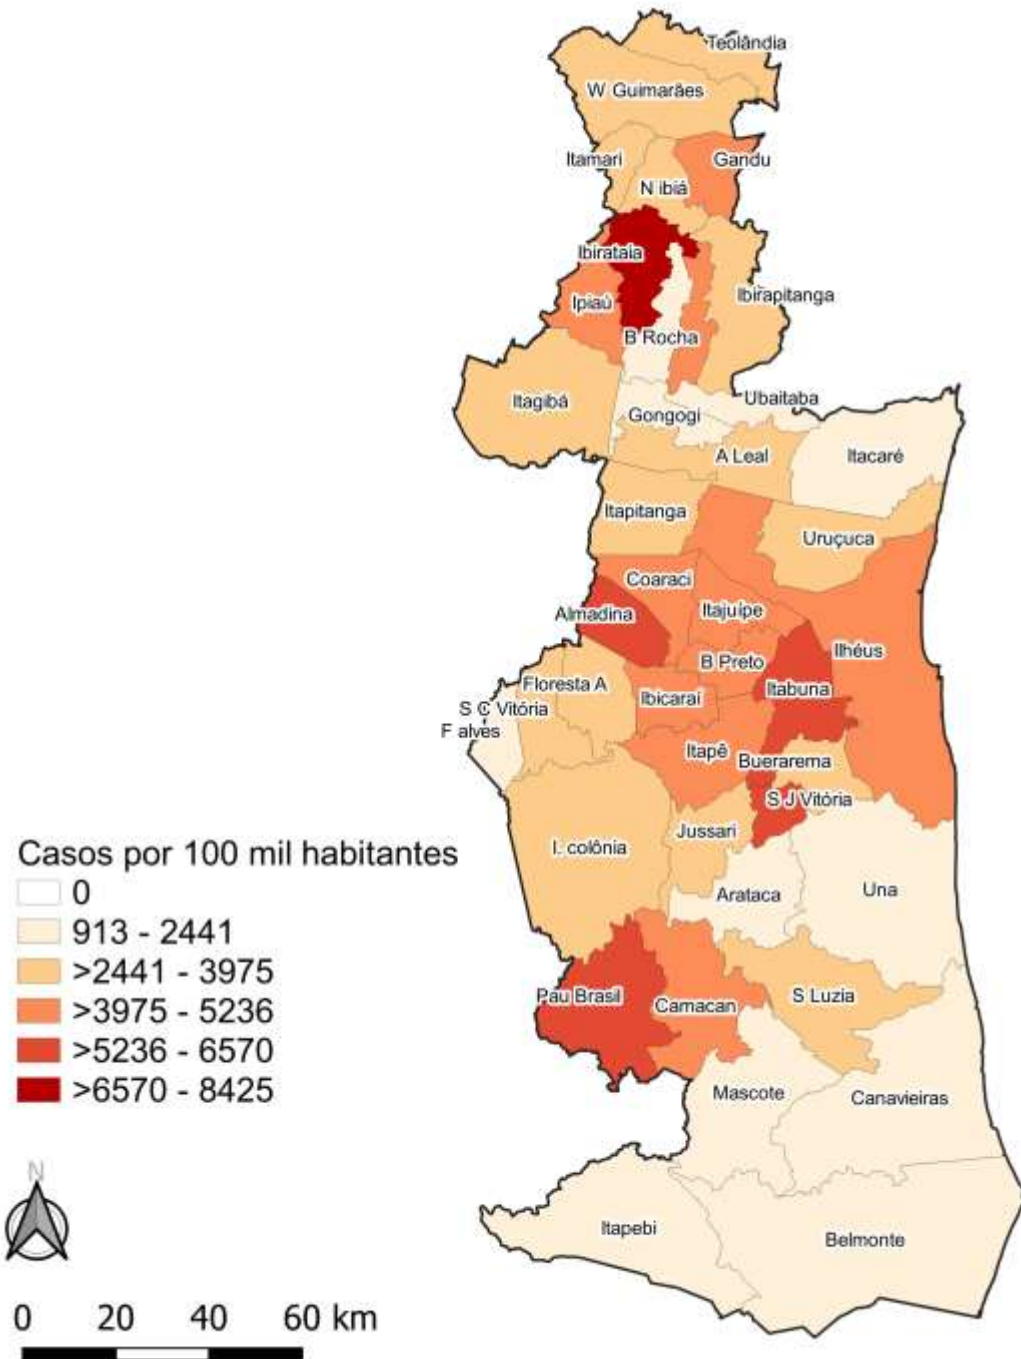 Teolândia
W Guimarães
Itamari
Gandu
N ibiá
Ibirataia
Ipiaú
Ibirapitanga
B Rocha
Itagibá
Ubaitaba
Gongogi
A Leal
Itacaré
Itapitanga
Uruçuca
Coaraci
Itajuípe
Almadina
Ilhéus
B Preto
Floresta A
Ibicaraí
Itabuna
S C Vitória
F alves
Itapê
Buerarema
S J Vitória
Jussari
I. colônia
Arataca
Una
Pau Brasil
Camacan
S Luzia
Mascote
Canavieiras
Itapebi
Belmonte
Casos por 100 mil habitantes
0
913 - 2441
>2441 - 3975
>3975 - 5236
>5236 - 6570
>6570 - 8425
N
0 20 40 60 km